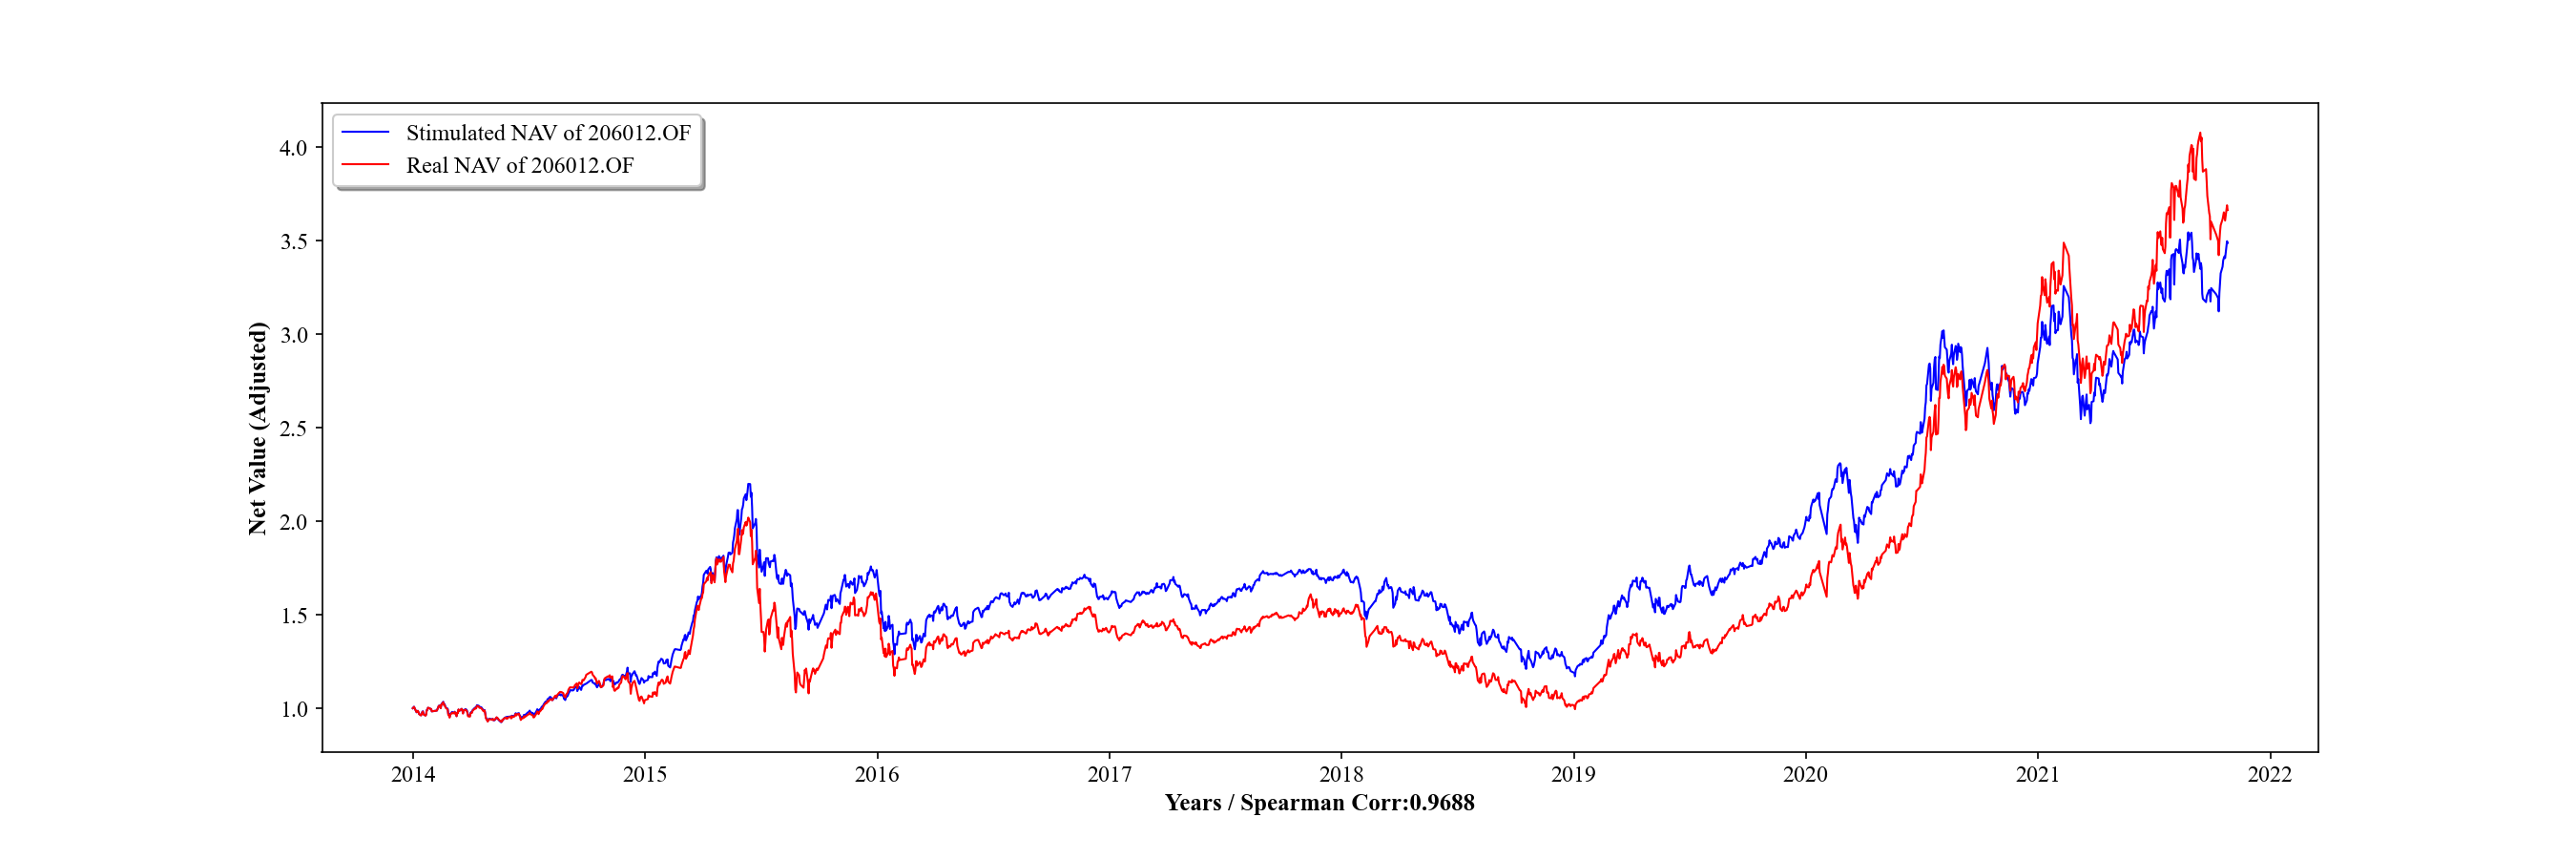 Stimulated NAV of 206012.OF
Real NAV of 206012.OF
Net Value (Adjusted)
4.0
3.5
3.0
2.5
2.0
1.5
1.0
2014 2015 2016 2017 2018 2019 2020 2021 2022
Years / Spearman Corr:0.9688